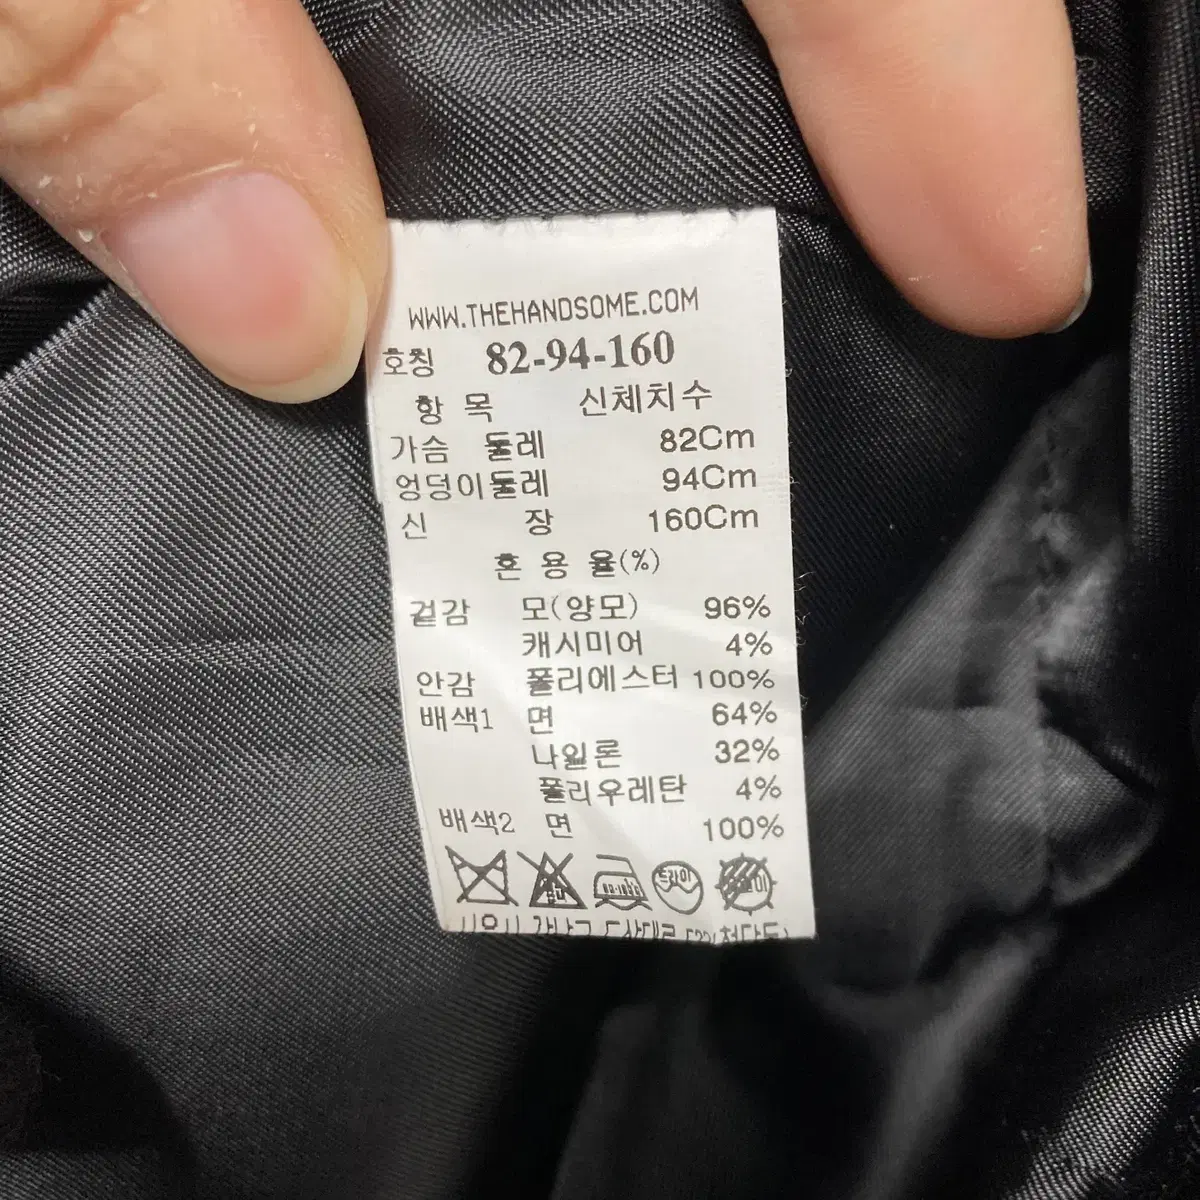 WWW.THEHANDSOME.COM
호칭 82-94-160
항 목 신체치수
가슴 둘레 82Cm
엉덩이둘레 94Cm
신 장 160Cm
혼 용 율(%)
겉감 모(양모) 96%
캐시미어 4%
안감 폴리에스터 100%
배색1 면 64%
나일론 32%
폴리우레탄 4%
배색2 면 100%
드라이